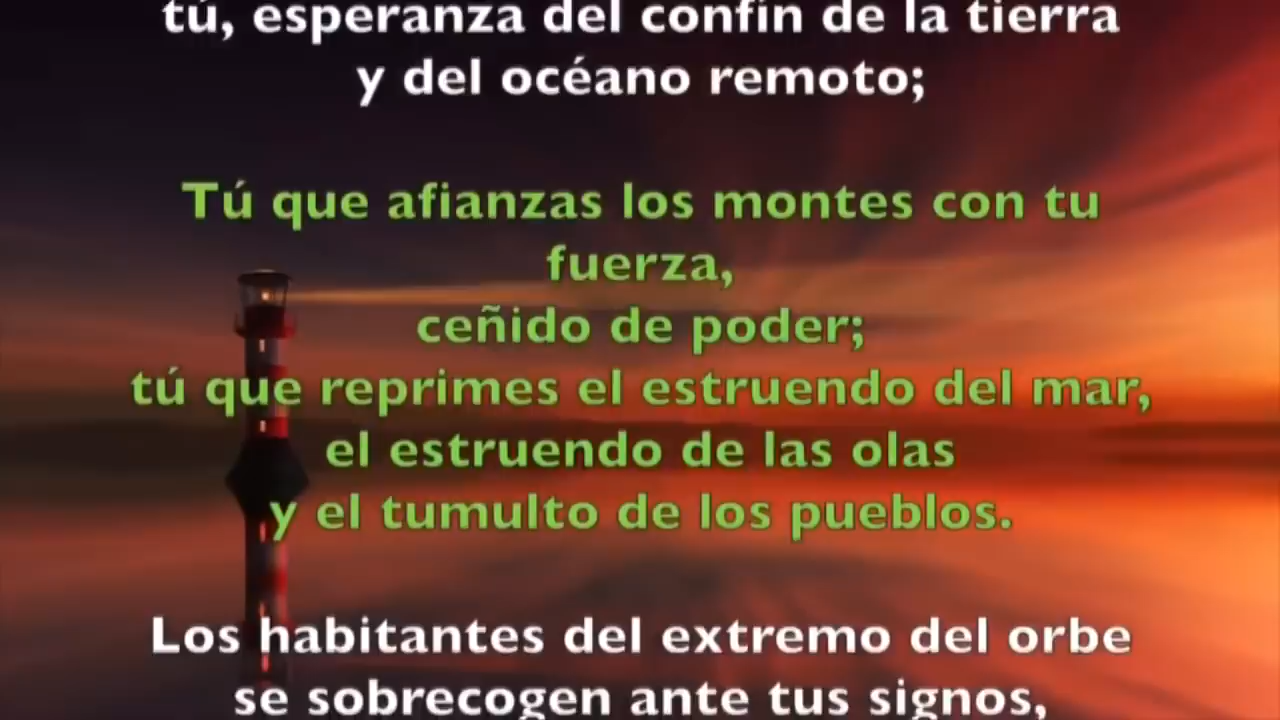 tú, esperanza del confín de la tierra
y del océano remoto;
Tú que afianzas los montes con tu
fuerza,
ceñido de poder;
tú que reprimes el estruendo del mar,
el estruendo de las olas
y el tumulto de los pueblos.
Los habitantes del extremo del orbe
se sobrecogen ante tus signos,